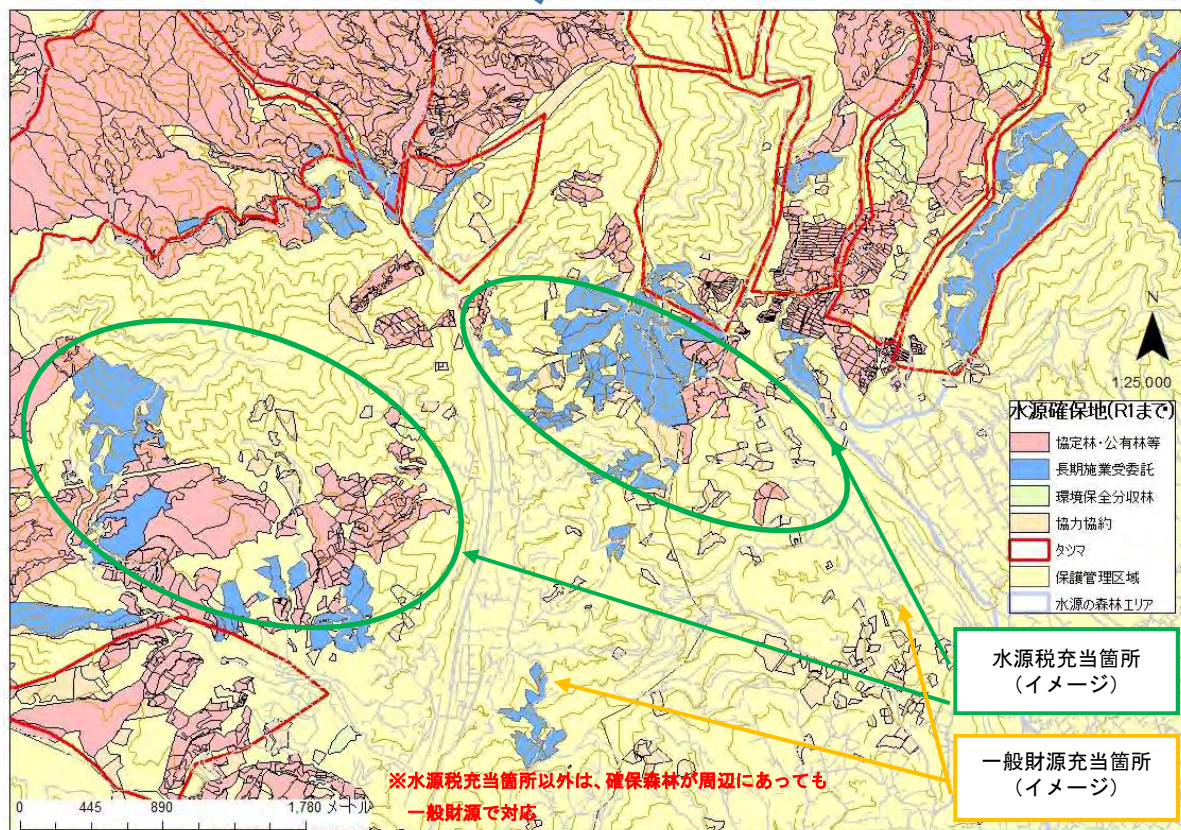 N
1:25,000
水源確保地(R1まで)
協定林・公有林等
長期施業受委託
環境保全分収林
協力協約
タツマ
保護管理区域
水源の森林エリア
水源税充当箇所
(イメージ)
一般財源充当箇所
(イメージ)
※水源税充当箇所以外は、確保森林が周辺にあっても
一般財源で対応
0 445 890 1,780 メートル